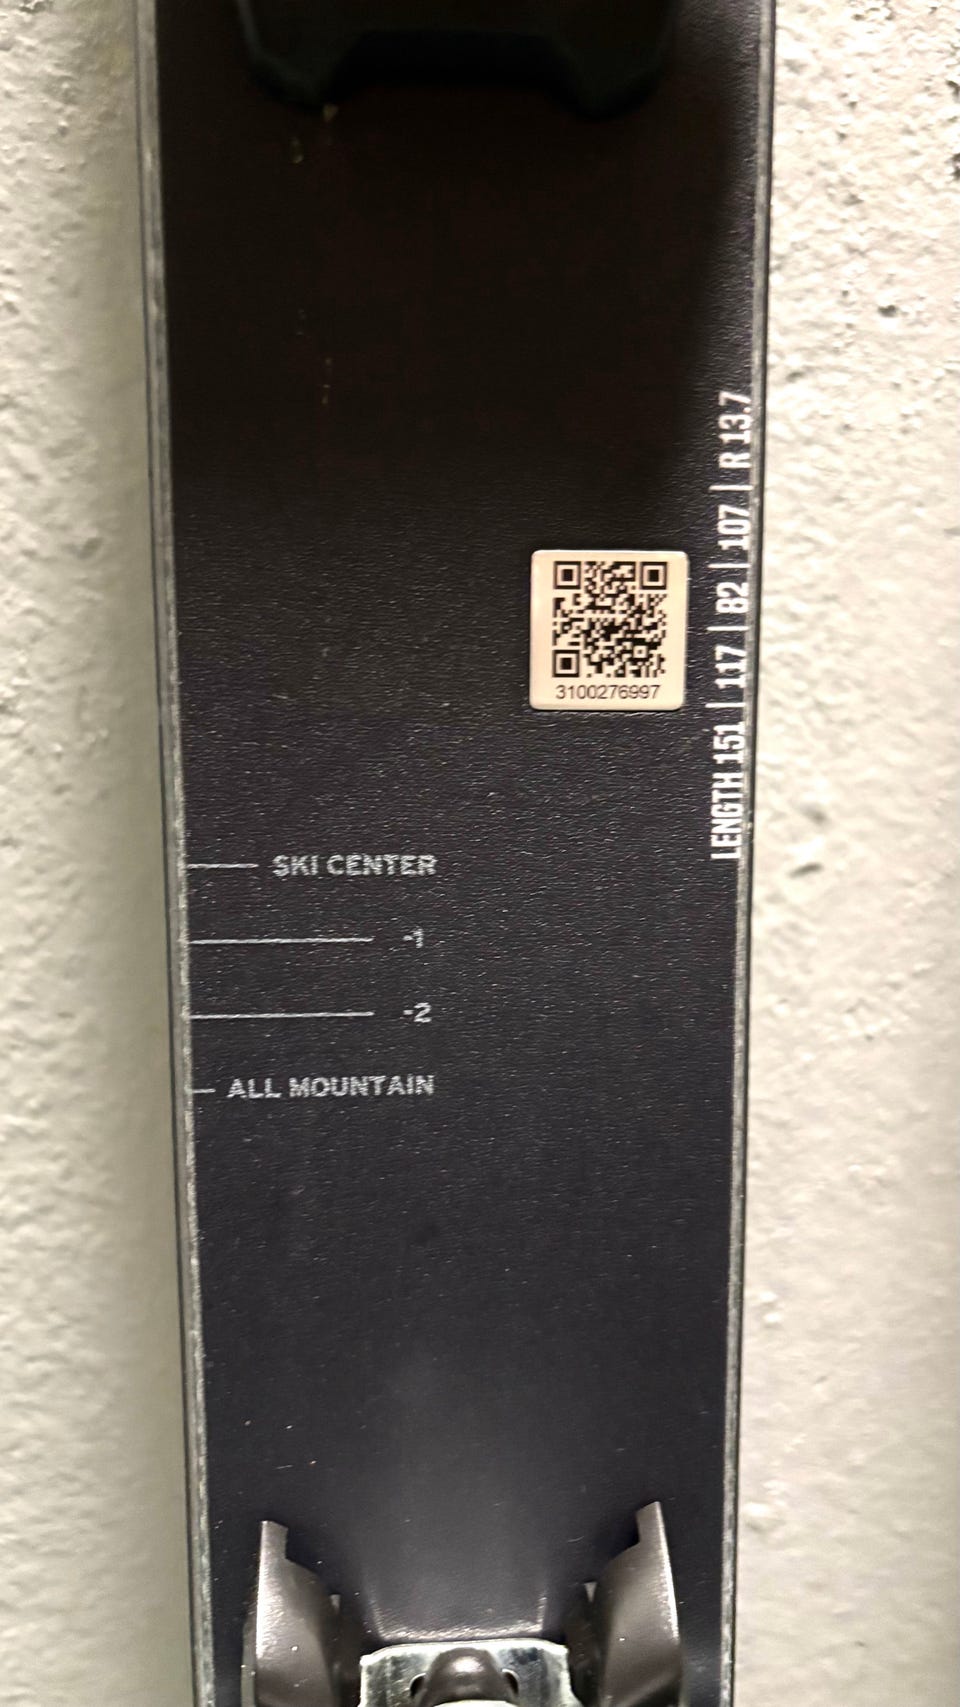 LENGTH 151 | 117 | 82 | 107 | R 13.7
3100276997
SKI CENTER
-1
-2
ALL MOUNTAIN